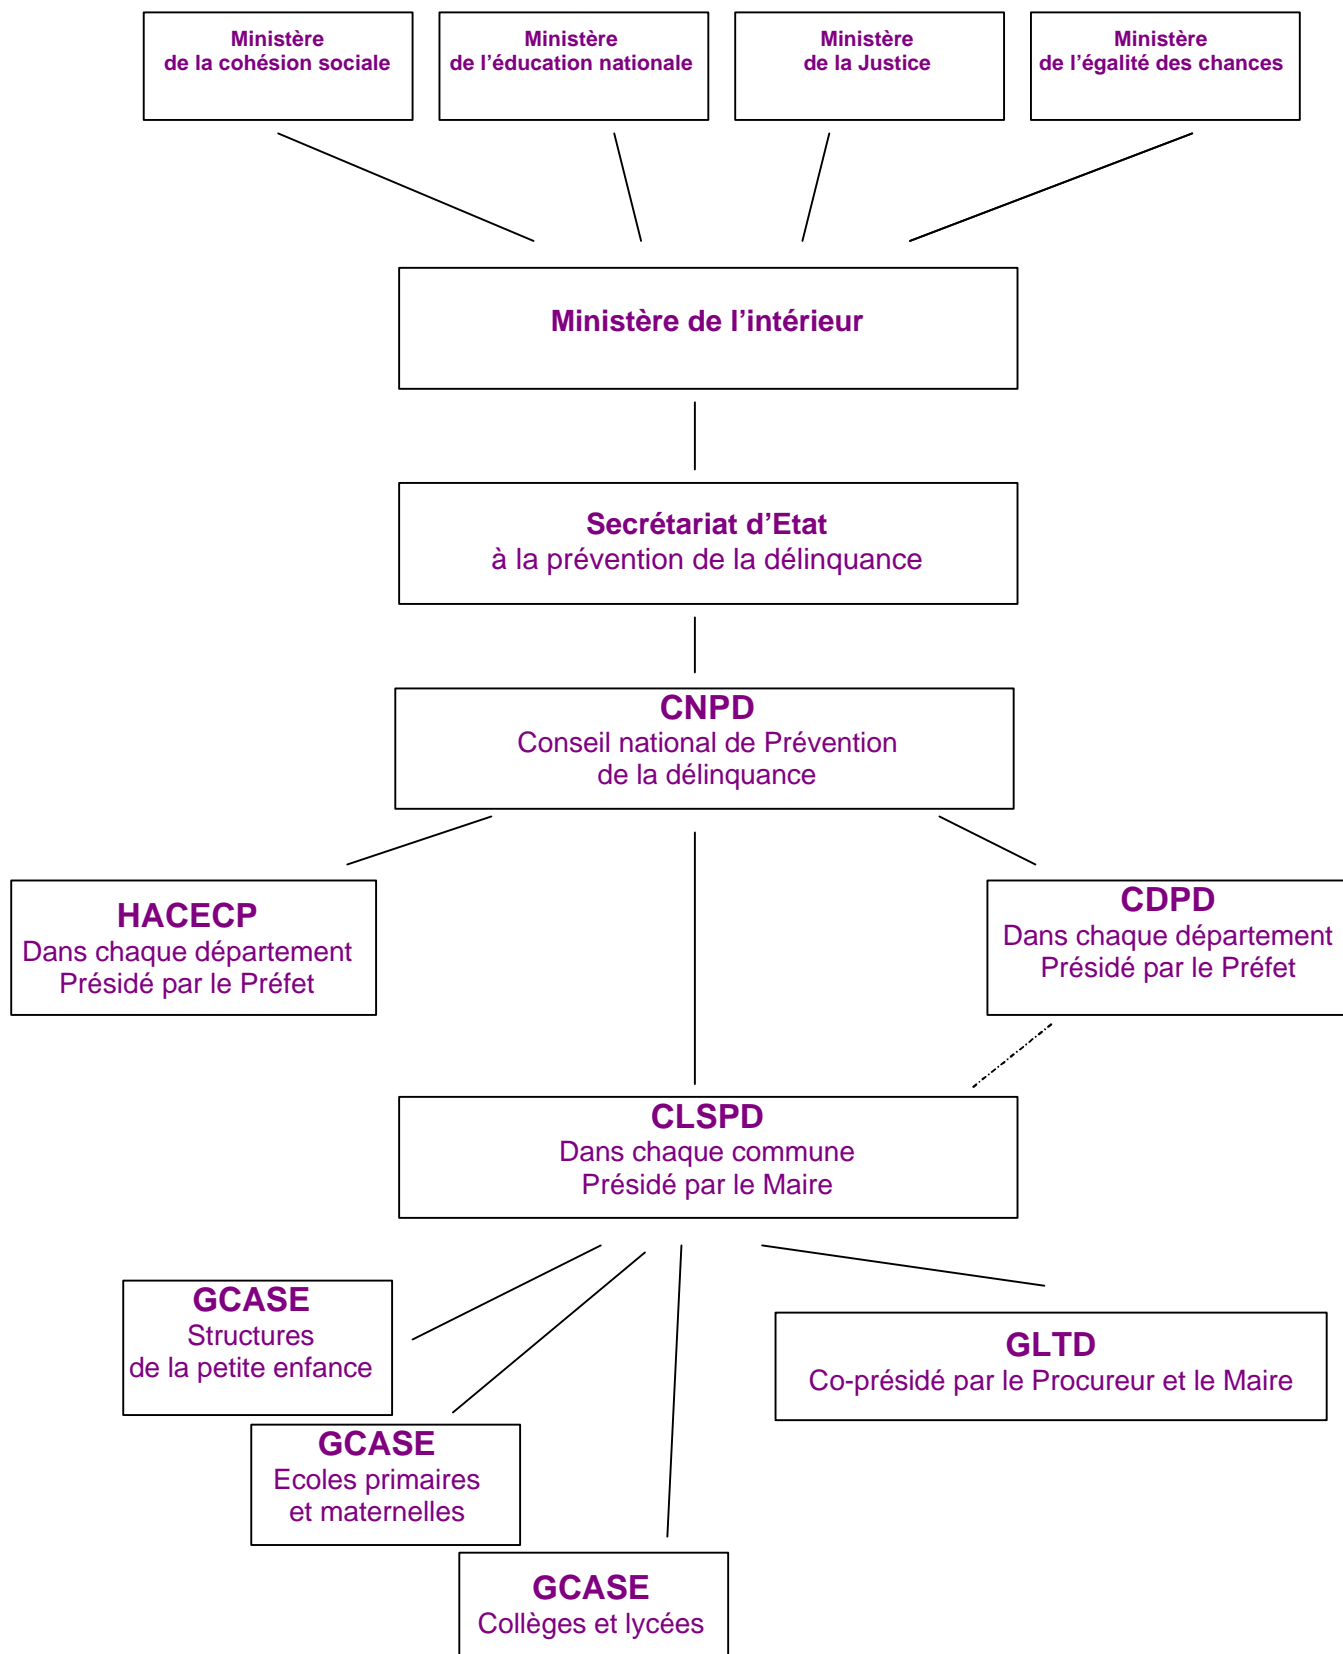 Ministère
de la cohésion sociale
Ministère
de l’éducation nationale
Ministère
de la Justice
Ministère
de l’égalité des chances
Ministère de l’intérieur
Secrétariat d’Etat
à la prévention de la délinquance
CNPD
Conseil national de Prévention
de la délinquance
HACECP
Dans chaque département
Présidé par le Préfet
CDPD
Dans chaque département
Présidé par le Préfet
CLSPD
Dans chaque commune
Présidé par le Maire
GCASE
Structures
de la petite enfance
GLTD
Co-présidé par le Procureur et le Maire
GCASE
Ecoles primaires
et maternelles
GCASE
Collèges et lycées